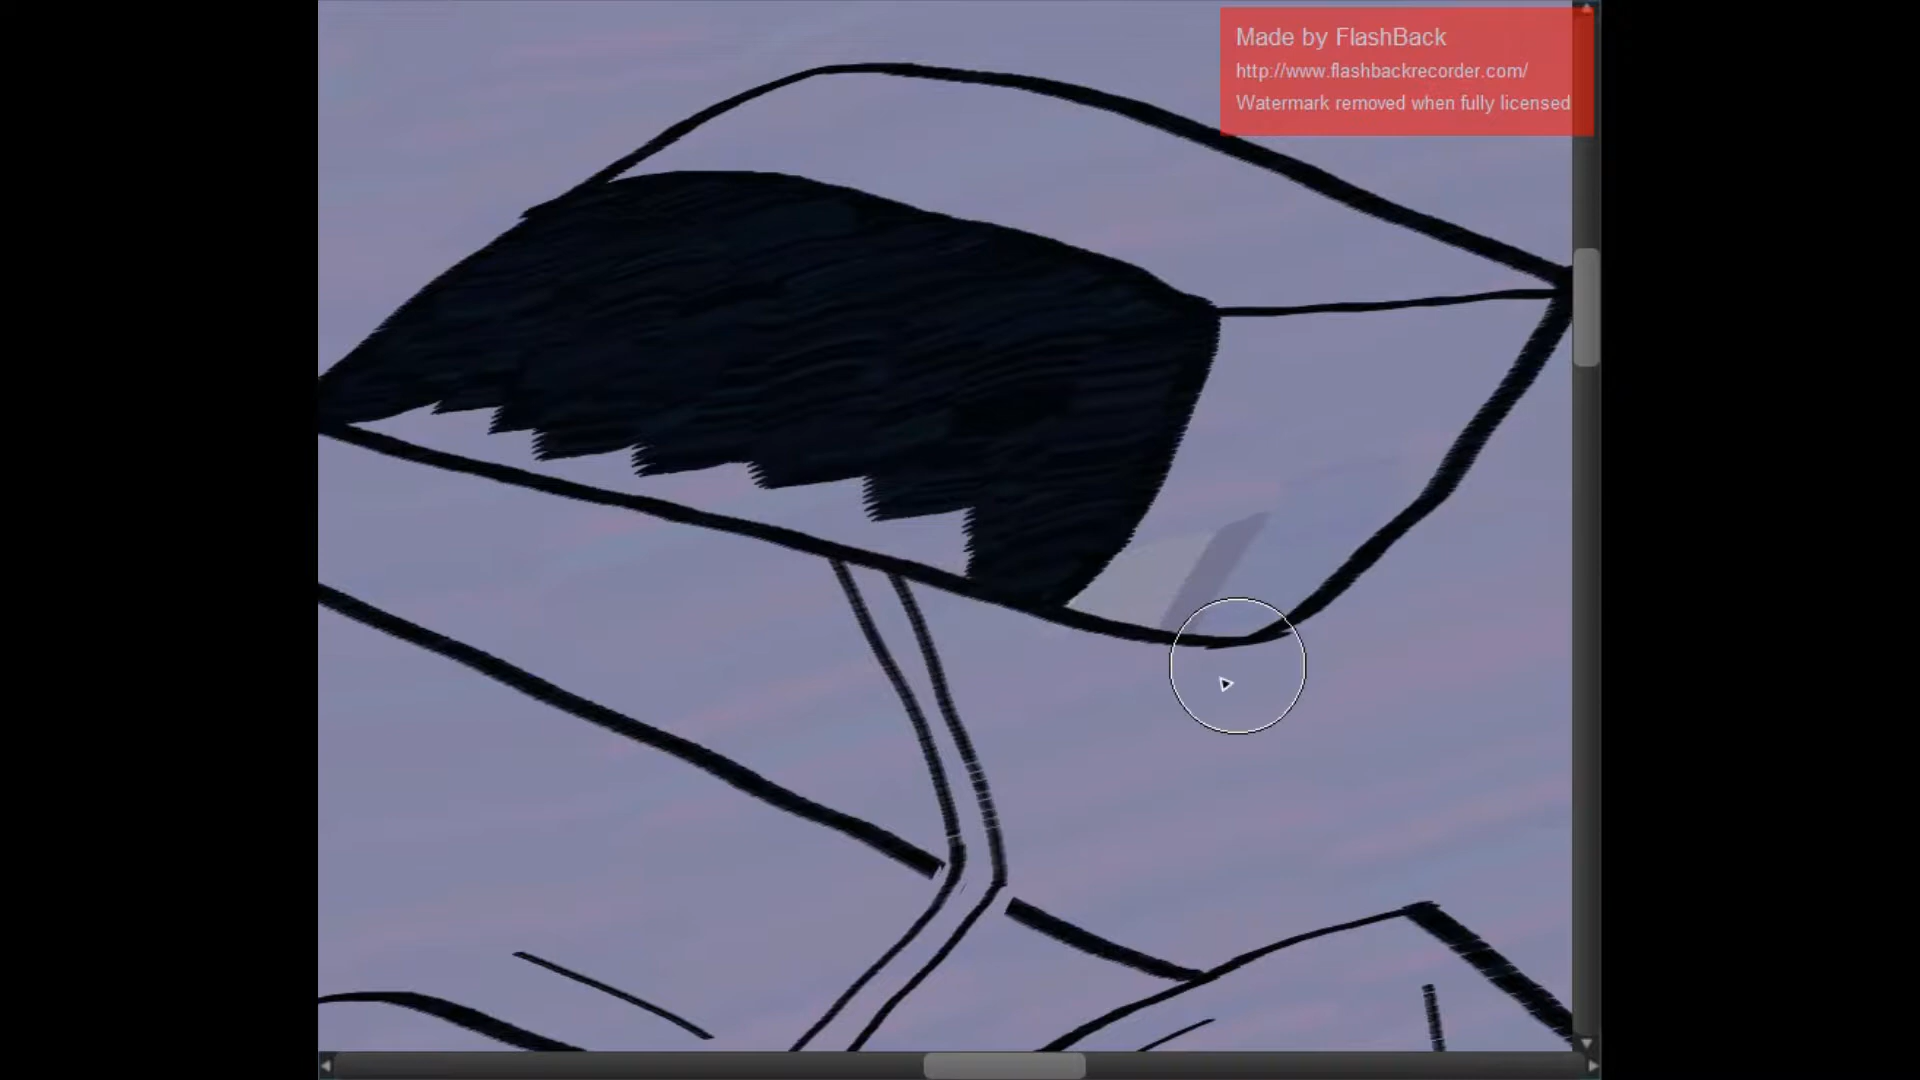 Made by FlashBack
http://www.flashbackrecorder.com/
Watermark removed when fully licensed